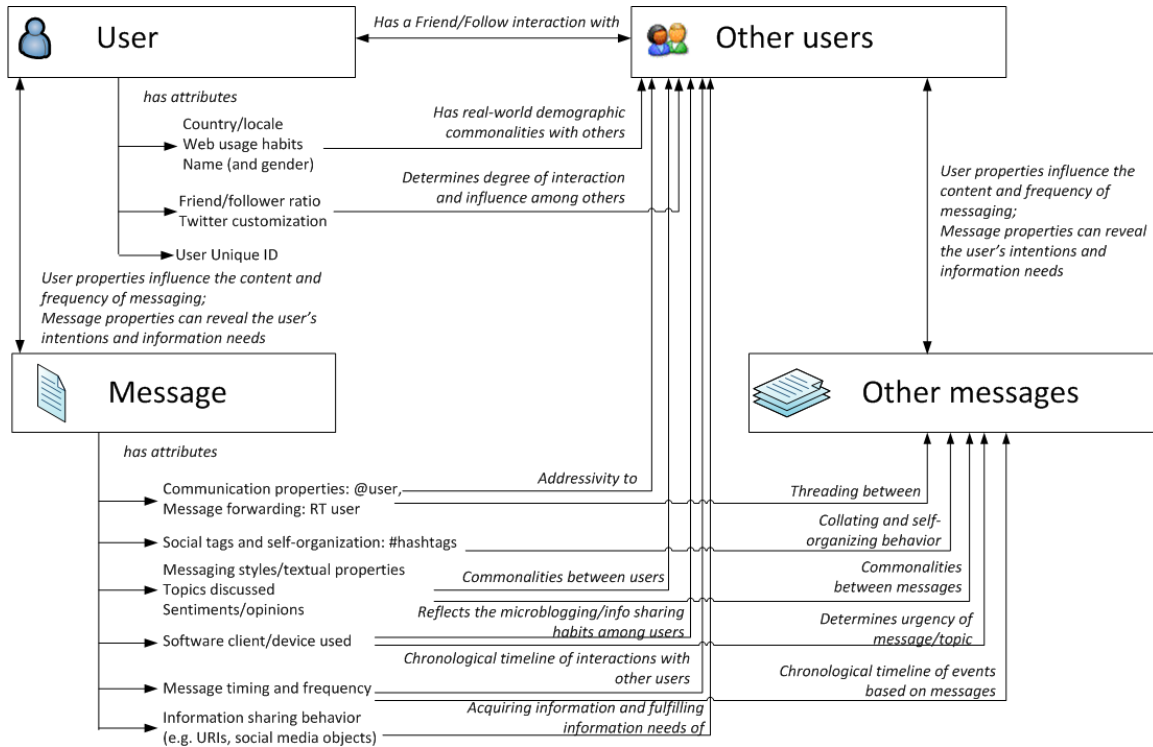 User
Has a Friend/Follow interaction with
Other users
has attributes
Country/locale
Web usage habits
Name (and gender)
Has real-world demographic
commonalities with others
Friend/follower ratio
Twitter customization
Determines degree of interaction
and influence among others
User Unique ID
User properties influence the content and
frequency of messaging;
Message properties can reveal the user's
intentions and information needs
User properties influence the
content and frequency of
messaging;
Message properties can reveal
the user's intentions and
information needs
Message
Other messages
has attributes
Communication properties: @user,
Message forwarding: RT user
Addressivity to
Threading between
Social tags and self-organization: #hashtags
Collating and self-
organizing behavior
Messaging styles/textual properties
Topics discussed
Sentiments/opinions
Commonalities between users
Commonalities
between messages
Software client/device used
Reflects the microblogging/info sharing
habits among users
Determines urgency of
message/topic
Message timing and frequency
Chronological timeline of interactions with
other users
Chronological timeline of events
based on messages
Information sharing behavior
(e.g. URIs, social media objects)
Acquiring information and fulfilling
information needs of